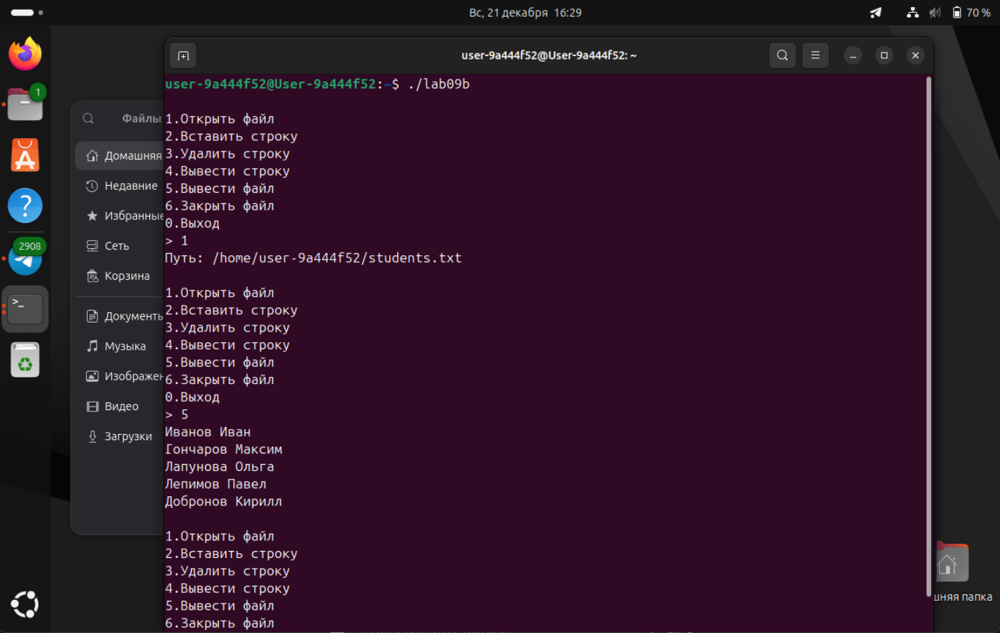 Вс, 21 декабря 16:29
70 %
user-9a444f52@User-9a444f52: ~
1
Файлы
Домашняя
Недавние
Избранные
Сеть
Корзина
Документы
Музыка
Видео
Загрузки
2908
user-9a444f52@User-9a444f52:~$ ./lab09b
1.Открыть файл
2.Вставить строку
3.Удалить строку
4.Вывести строку
5.Вывести файл
6.Закрыть файл
0.Выход
> 1
Путь: /home/user-9a444f52/students.txt
1.Открыть файл
2.Вставить строку
3.Удалить строку
4.Вывести строку
5.Вывести файл
6.Закрыть файл
0.Выход
> 5
Иванов Иван
Гончаров Максим
Лапунова Ольга
Лепимов Павел
Добронов Кирилл
1.Открыть файл
2.Вставить строку
3.Удалить строку
4.Вывести строку
5.Вывести файл
6.Закрыть файл
шняя папка